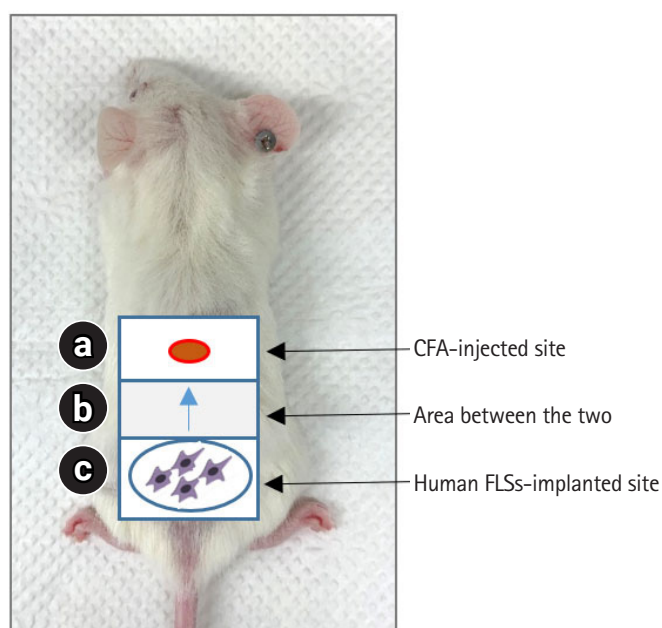 a
CFA-injected site
b
Area between the two
c
Human FLSs-implanted site